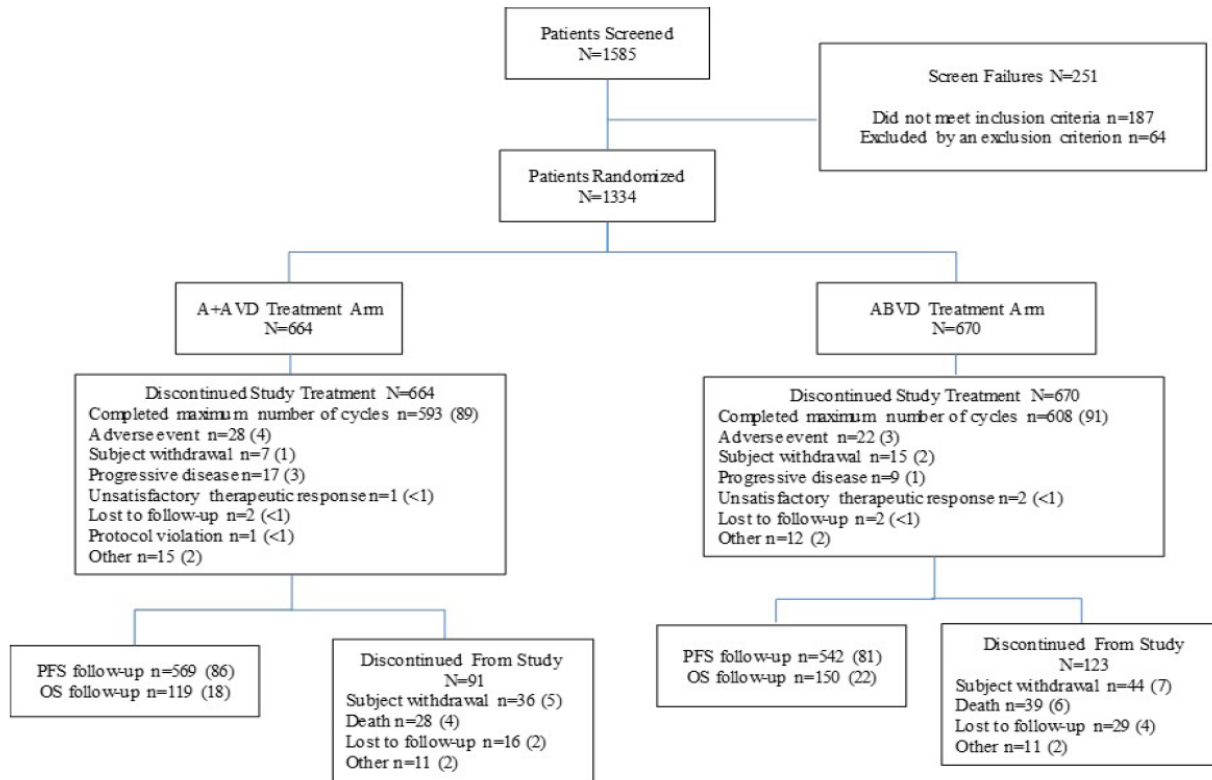 Patients Screened
N=1585
Screen Failures N=251
Did not meet inclusion criteria n=187
Excluded by an exclusion criterion n=64
Patients Randomized
N=1334
A+AVD Treatment Arm
N=664
ABVD Treatment Arm
N=670
Discontinued Study Treatment N=664
Completed maximum number of cycles n=593 (89)
Adverse event n=28 (4)
Subject withdrawal n=7 (1)
Progressive disease n=17 (3)
Unsatisfactory therapeutic response n=1 (<1)
Lost to follow-up n=2 (<1)
Protocol violation n=1 (<1)
Other n=15 (2)
Discontinued Study Treatment N=670
Completed maximum number of cycles n=608 (91)
Adverse event n=22 (3)
Subject withdrawal n=15 (2)
Progressive disease n=9 (1)
Unsatisfactory therapeutic response n=2 (<1)
Lost to follow-up n=2 (<1)
Other n=12 (2)
PFS follow-up n=569 (86)
OS follow-up n=119 (18)
Discontinued From Study
N=91
Subject withdrawal n=36 (5)
Death n=28 (4)
Lost to follow-up n=16 (2)
Other n=11 (2)
PFS follow-up n=542 (81)
OS follow-up n=150 (22)
Discontinued From Study
N=123
Subject withdrawal n=44 (7)
Death n=39 (6)
Lost to follow-up n=29 (4)
Other n=11 (2)